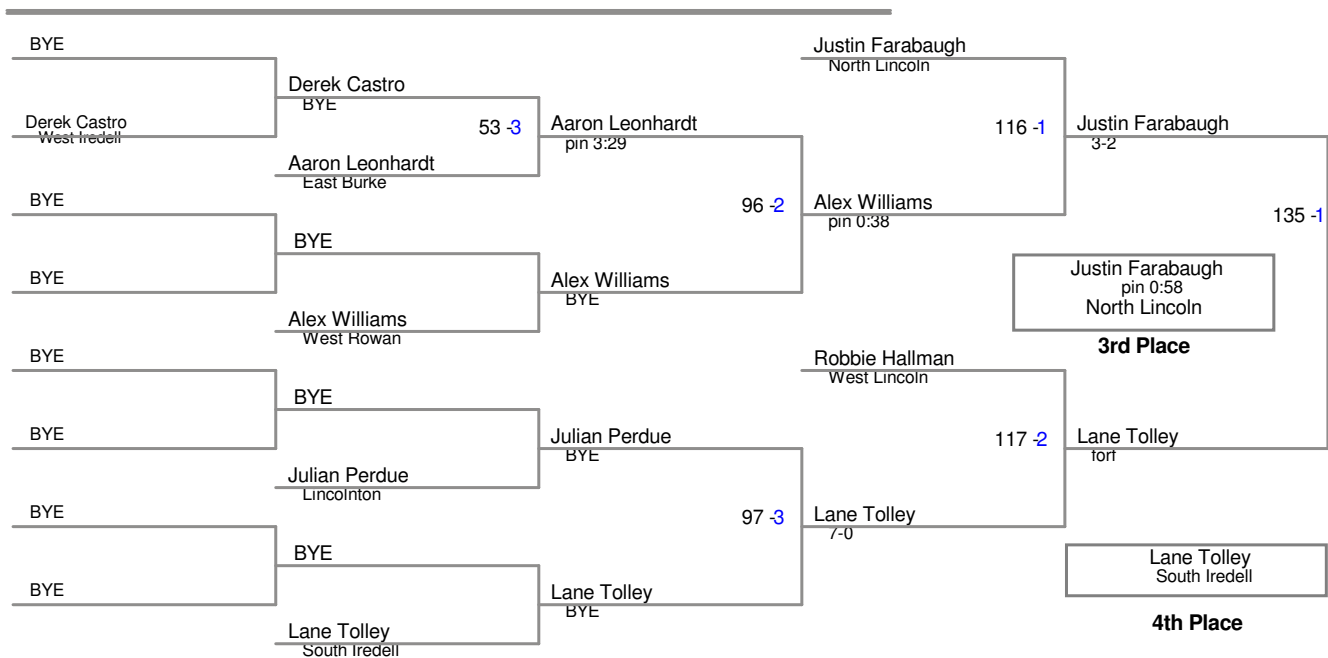 BYE
Derek Castro
West Iredell
BYE
BYE
BYE
BYE
BYE
BYE
Derek Castro
BYE
Aaron Leonhardt
East Burke
BYE
Alex Williams
West Rowan
BYE
Julian Perdue
Lincolnton
BYE
Lane Tolley
South Iredell
53 -3
Aaron Leonhardt
pin 3:29
Alex Williams
BYE
Julian Perdue
BYE
Lane Tolley
BYE
96 -2
97 -3
Justin Farabaugh
North Lincoln
Alex Williams
pin 0:38
Robbie Hallman
West Lincoln
Lane Tolley
7-0
116 -1
117 -2
Justin Farabaugh
3-2
Lane Tolley
forf
135 -1
Justin Farabaugh
pin 0:58
North Lincoln
3rd Place
Lane Tolley
South Iredell
4th Place